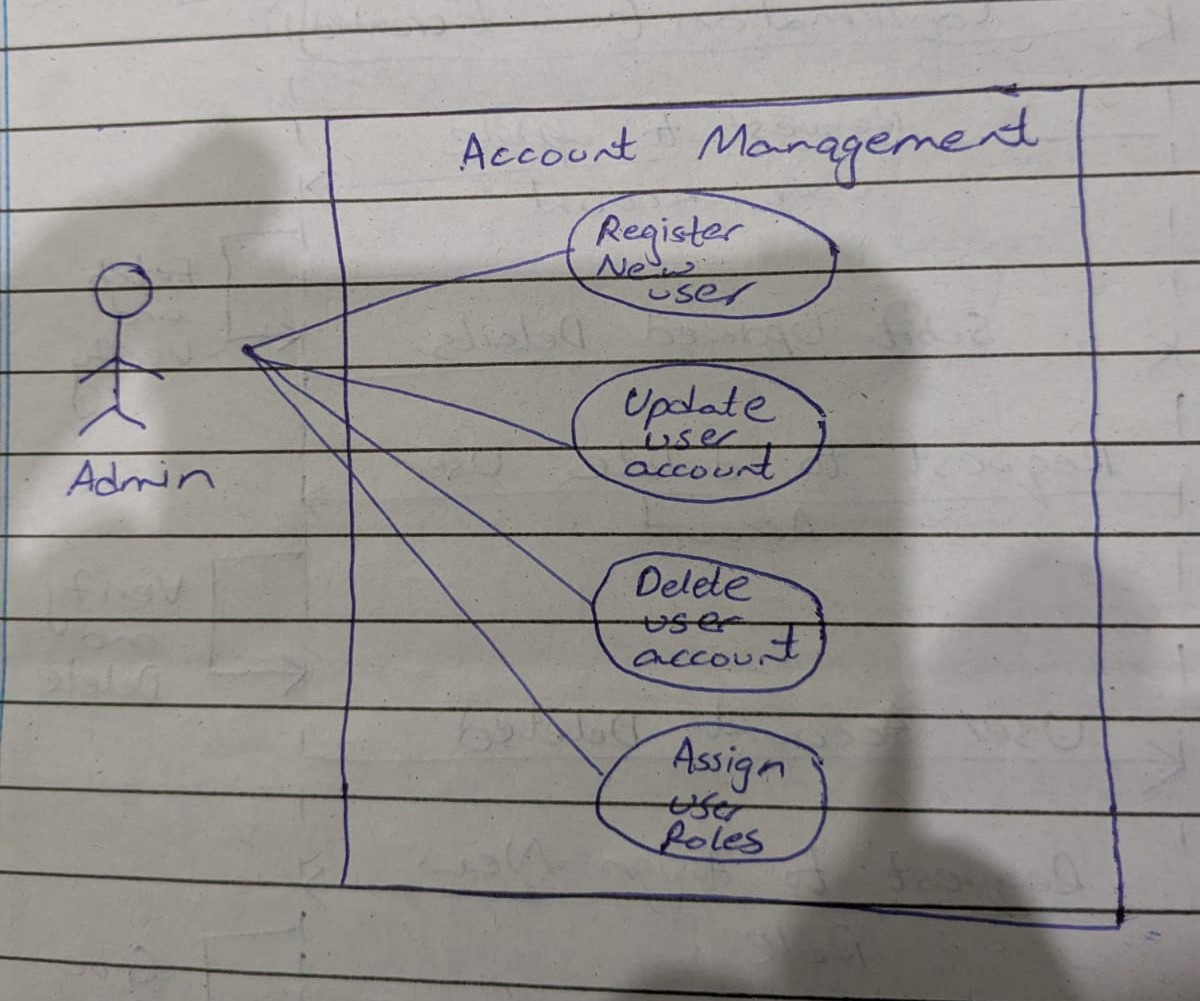 Account Management
Register
New
user
Update
user
account
Admin
Delete
user
account
Assign
user
Roles